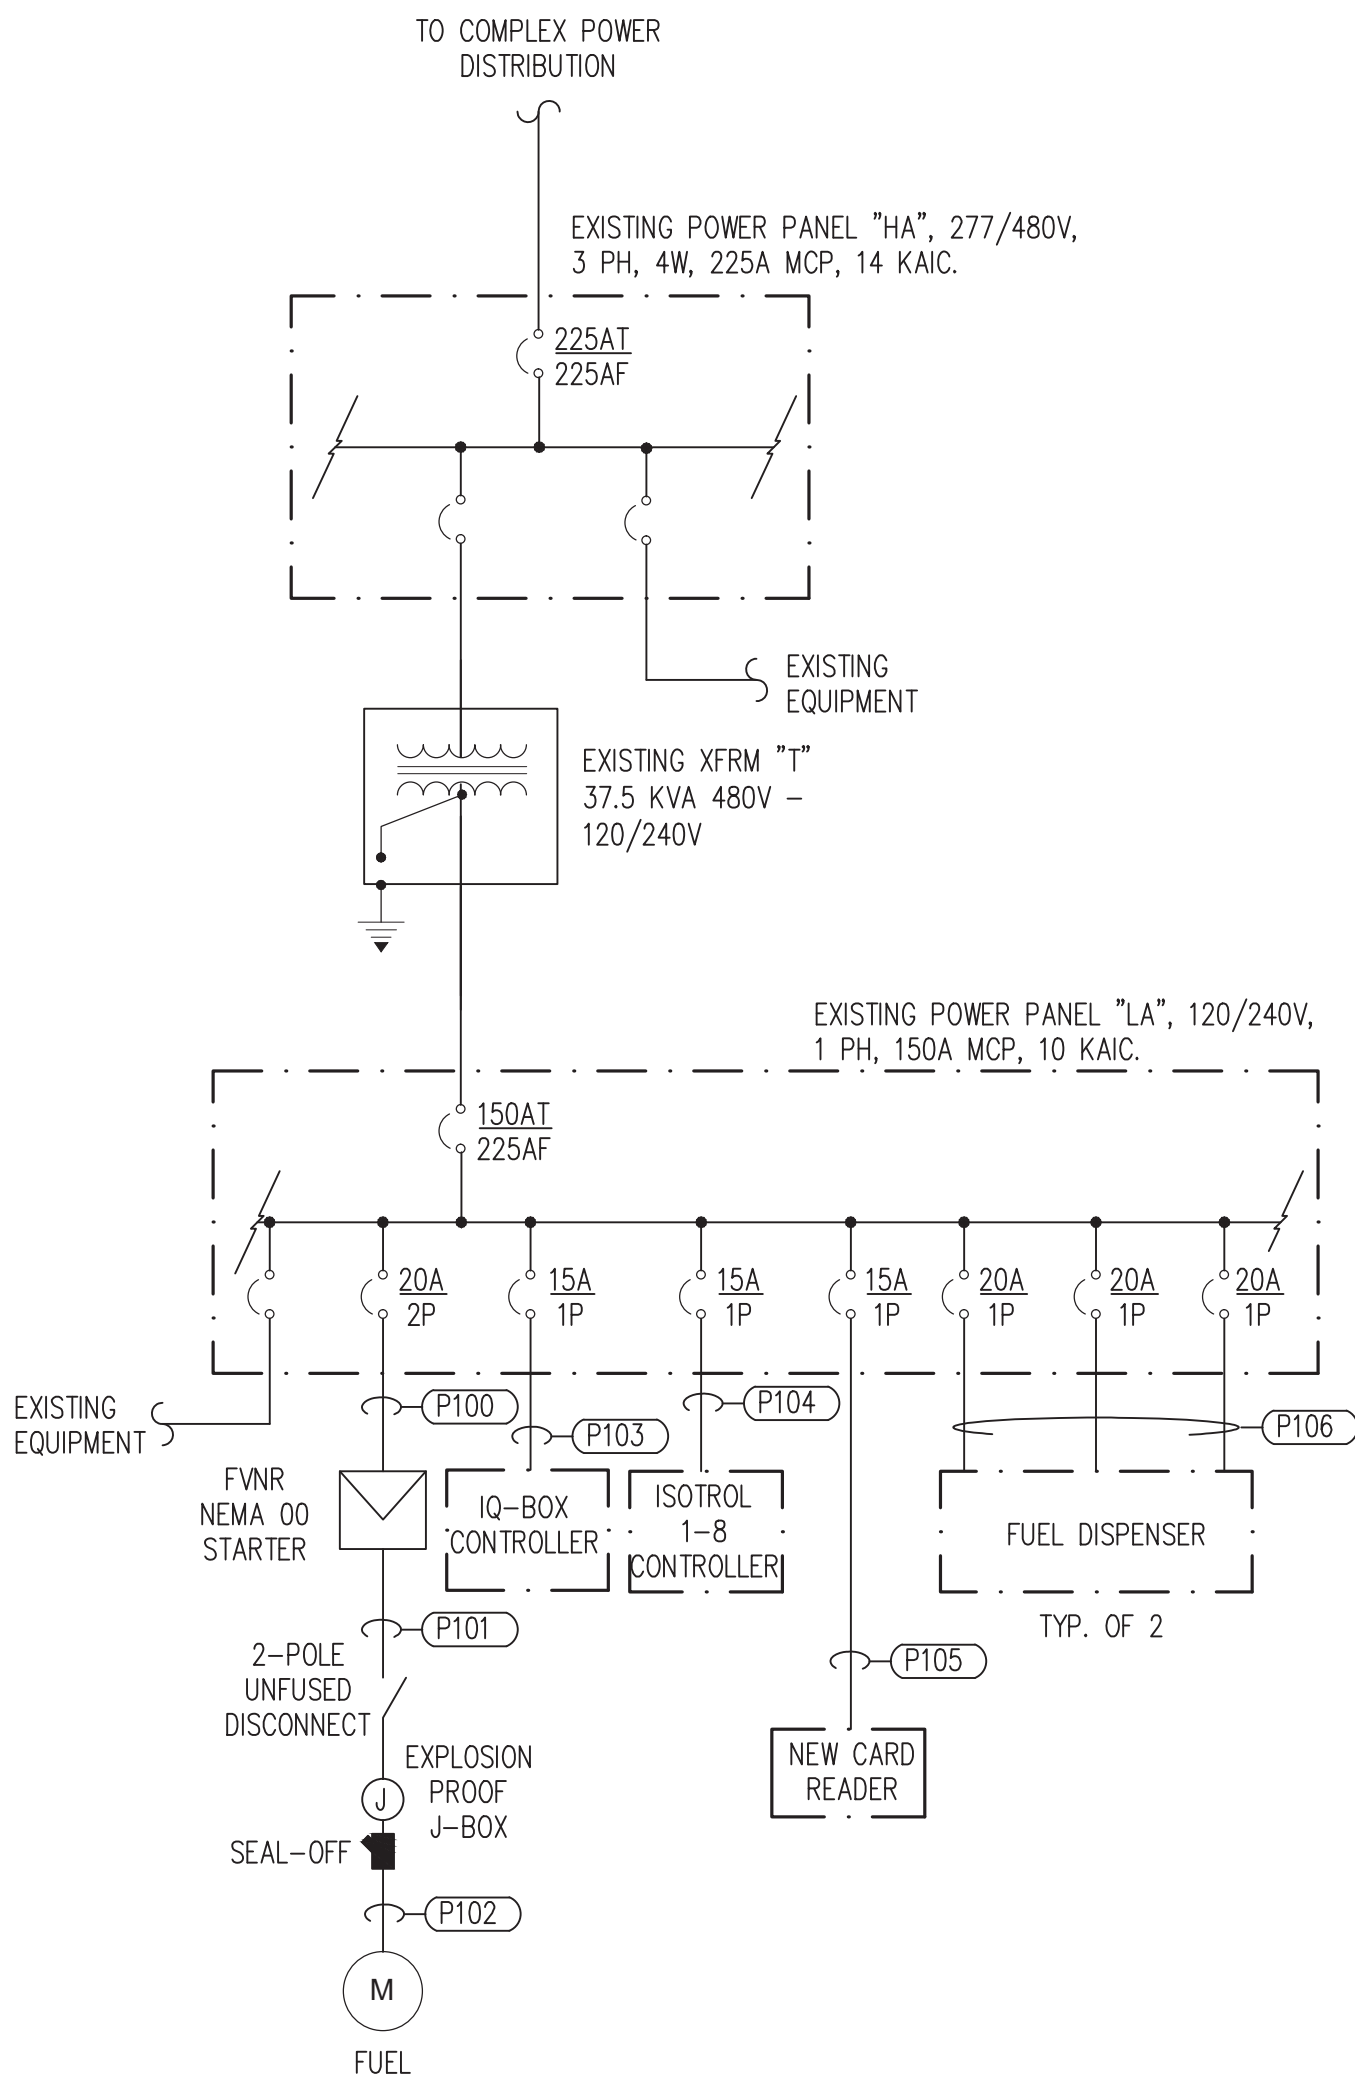 TO COMPLEX POWER
DISTRIBUTION
EXISTING POWER PANEL "HA", 277/480V,
3 PH, 4W, 225A MCP, 14 KAIC.
225AT
225AF
EXISTING
EQUIPMENT
EXISTING XFRM "T"
37.5 KVA 480V –
120/240V
EXISTING POWER PANEL "LA", 120/240V,
1 PH, 150A MCP, 10 KAIC.
150AT
225AF
20A
2P
15A
1P
15A
1P
15A
1P
20A
1P
20A
1P
20A
1P
EXISTING
EQUIPMENT
P100
P103
P104
P106
FVNR
NEMA 00
STARTER
IQ-BOX
CONTROLLER
ISOTROL
1-8
CONTROLLER
FUEL DISPENSER
TYP. OF 2
P101
2-POLE
UNFUSED
DISCONNECT
P105
EXPLOSION
PROOF
J-BOX
J
NEW CARD
READER
SEAL-OFF
P102
M
FUEL